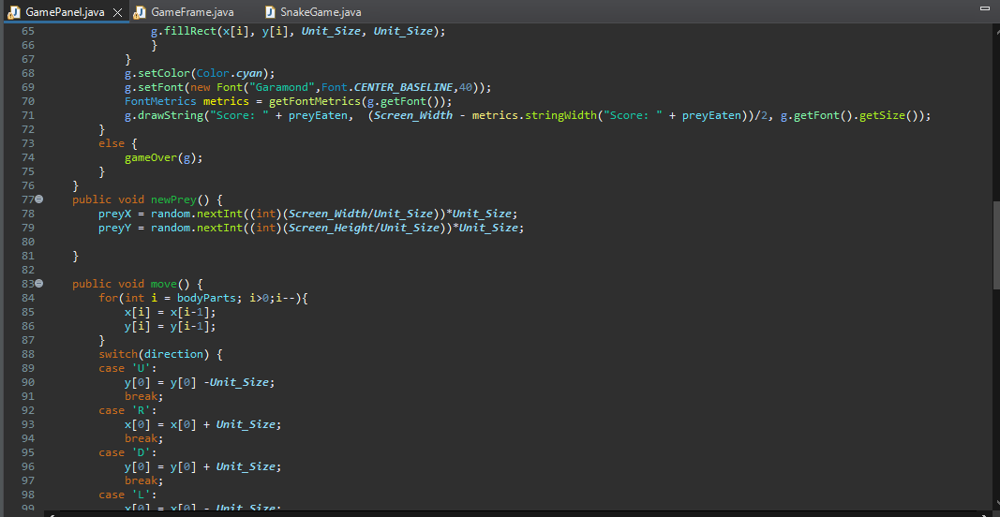 GamePanel.java GameFrame.java SnakeGame.java
65 g.fillRect(x[i], y[i], Unit_Size, Unit_Size);
66 }
67 }
68 g.setColor(Color.cyan);
69 g.setFont(new Font("Garamond",Font.CENTER_BASELINE,40));
70 FontMetrics metrics = getFontMetrics(g.getFont());
71 g.drawString("Score: " + preyEaten, (Screen_Width - metrics.stringWidth("Score: " + preyEaten))/2, g.getFont().getSize());
72 }
73 else {
74 gameOver(g);
75 }
76 }
77 public void newPrey() {
78 preyX = random.nextInt((int)(Screen_Width/Unit_Size))*Unit_Size;
79 preyY = random.nextInt((int)(Screen_Height/Unit_Size))*Unit_Size;
80
81 }
82
83 public void move() {
84 for(int i = bodyParts; i>0;i--){
85 x[i] = x[i-1];
86 y[i] = y[i-1];
87 }
88 switch(direction) {
89 case 'U':
90 y[0] = y[0] -Unit_Size;
91 break;
92 case 'R':
93 x[0] = x[0] + Unit_Size;
94 break;
95 case 'D':
96 y[0] = y[0] + Unit_Size;
97 break;
98 case 'L':
99 x[0] = x[0] - Unit_Size;